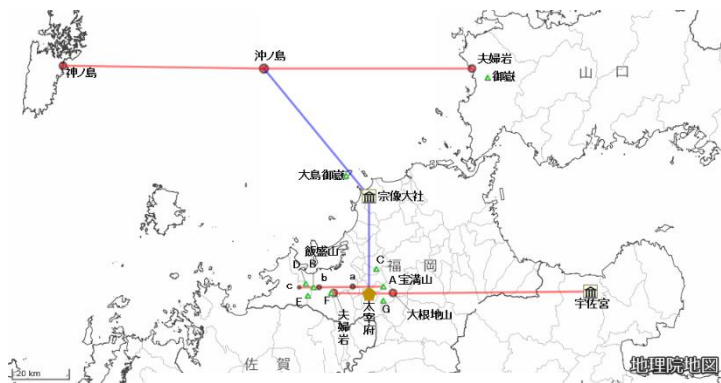 沖ノ島
神ノ島
夫婦岩
御嶽
山 口
大島御嶽
宗像大社
飯盛山
D B
C
福 岡
c b a A宝満山
E F G
夫婦岩
太宰府
大根地山
宇佐宮
佐 賀
20 km
地理院地図